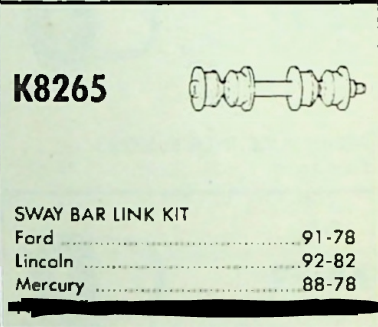 K8265
SWAY BAR LINK KIT
Ford ........ 91-78
Lincoln ........ 92-82
Mercury ........ 88-78